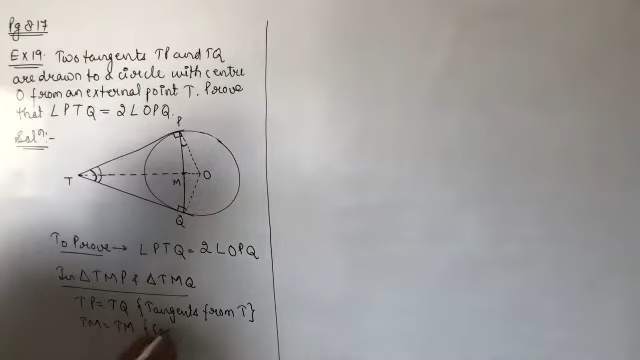 Pg 817
Ex 19. Two tangents TP and TQ
are drawn to a circle with centre
O from an external point T. Prove
that ∠PTQ = 2∠OPQ.
Solⁿ:-
P
T
M
O
Q
To Prove → ∠PTQ = 2∠OPQ
In ΔTMP & ΔTMQ
TP = TQ {Tangents from T}
TM = TM {Co